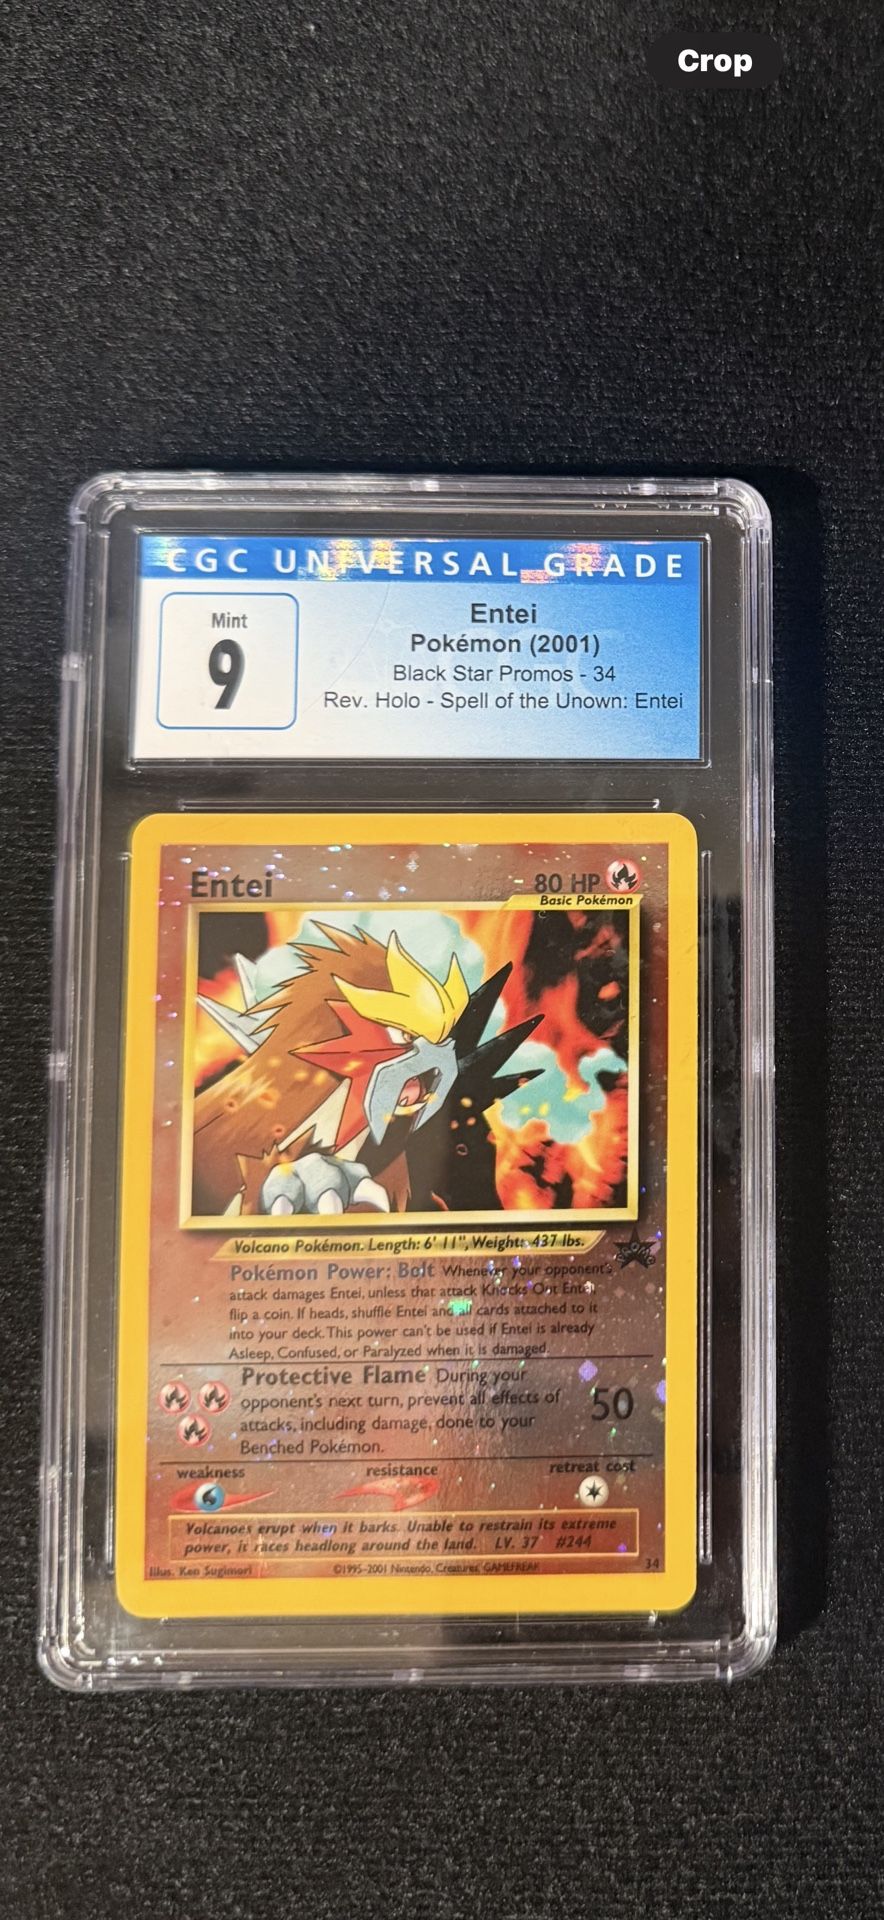 Crop
CGC UNIVERSAL GRADE
Mint
9
Entei
Pokémon (2001)
Black Star Promos - 34
Rev. Holo - Spell of the Unown: Entei
Entei
80 HP
Basic Pokémon
Volcano Pokémon. Length: 6' 11", Weight: 437 lbs.
PROMO
Pokémon Power: Bolt Whenever your opponent's
attack damages Entei, unless that attack Knocks Out Entei,
flip a coin. If heads, shuffle Entei and all cards attached to it
into your deck. This power can't be used if Entei is already
Asleep, Confused, or Paralyzed when it is damaged.
Protective Flame During your
opponent's next turn, prevent all effects of
attacks, including damage, done to your
Benched Pokémon.
50
weakness
resistance
retreat cost
Volcanoes erupt when it barks. Unable to restrain its extreme
power, it races headlong around the land. LV. 37 #244
Illus. Ken Sugimori
©1995-2001 Nintendo, Creatures, GAMEFREAK
34